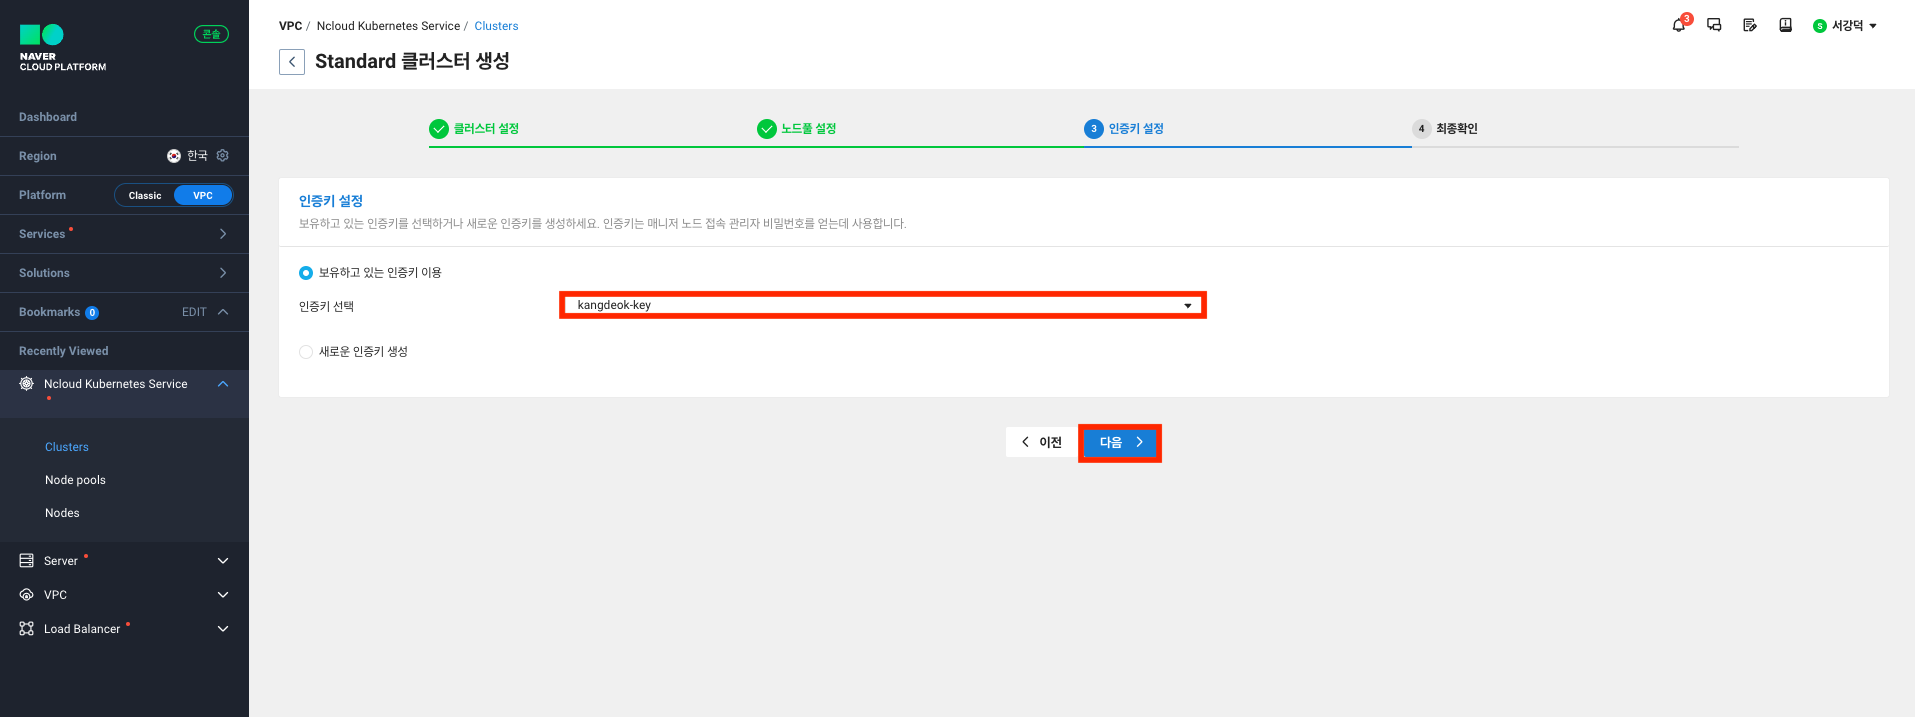 NAVER
CLOUD PLATFORM
콘솔
Dashboard
Region 한국
Platform Classic VPC
Services
Solutions
Bookmarks 0 EDIT
Recently Viewed
Ncloud Kubernetes Service
Clusters
Node pools
Nodes
Server
VPC
Load Balancer
VPC / Ncloud Kubernetes Service / Clusters
3
S 서강덕
Standard 클러스터 생성
클러스터 설정
노드풀 설정
3 인증키 설정
4 최종확인
인증키 설정
보유하고 있는 인증키를 선택하거나 새로운 인증키를 생성하세요. 인증키는 매니저 노드 접속 관리자 비밀번호를 얻는데 사용합니다.
보유하고 있는 인증키 이용
인증키 선택 kangdeok-key
새로운 인증키 생성
이전 다음